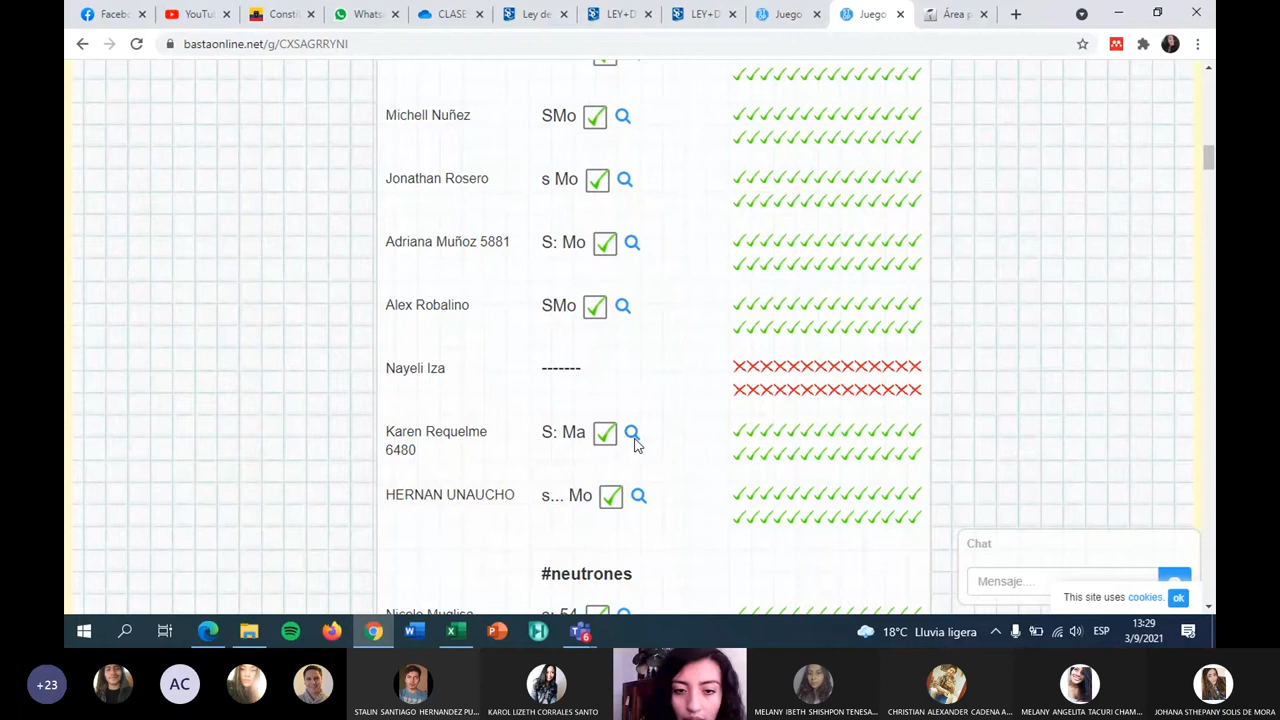 Faceb
YouTu
Consti
Whats
CLASE
Ley de
LEY+D
LEY+D
Juego
Juego
Área p
bastaonline.net/g/CXSAGRRYNI
Michell Nuñez SMo
Jonathan Rosero s Mo
Adriana Muñoz 5881 S: Mo
Alex Robalino SMo
Nayeli Iza -------
Karen Requelme S: Ma
6480
HERNAN UNAUCHO s... Mo
#neutrones
Nicole Muglisa s: 54
Chat
Mensaje....
This site uses cookies. ok
18°C Lluvia ligera
ESP
13:29
3/9/2021
+23
AC
STALIN SANTIAGO HERNANDEZ PU...
KAROL LIZETH CORRALES SANTO
MELANY IBETH SHISHPON TENESA...
CHRISTIAN ALEXANDER CADENA A...
MELANY ANGELITA TACURI CHAM...
JOHANA STHEPANY SOLIS DE MORA